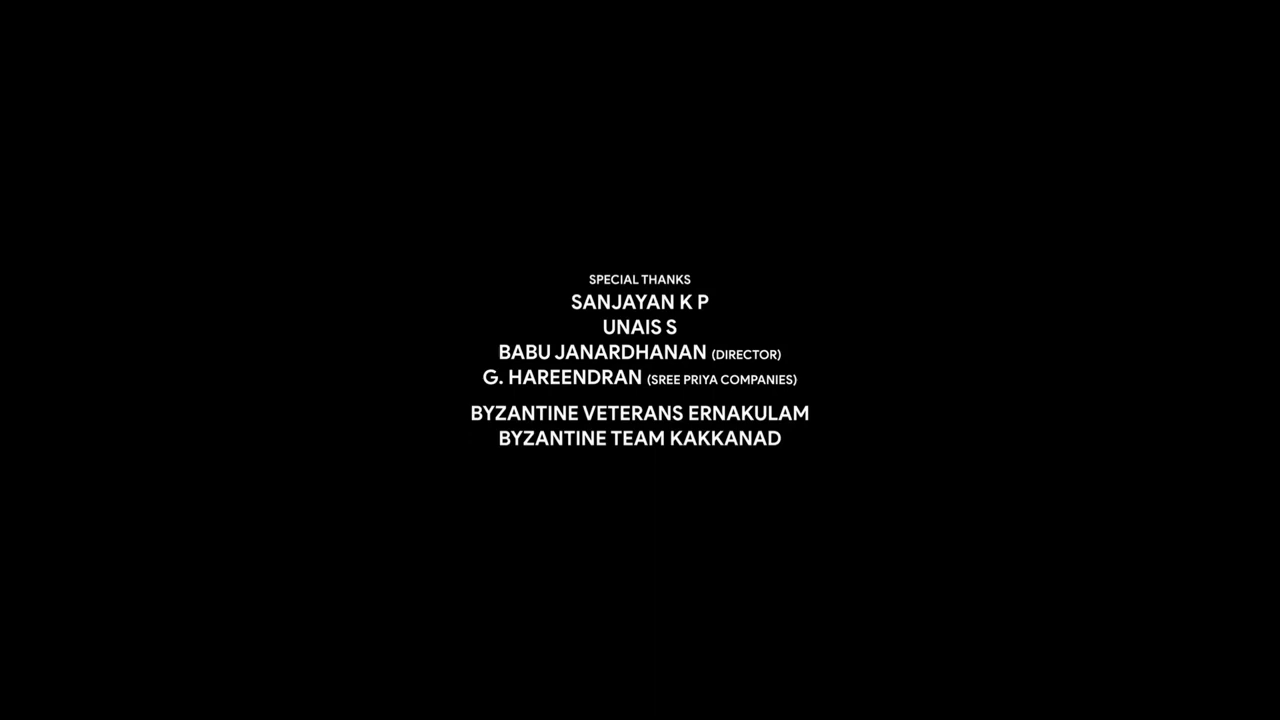 SPECIAL THANKS
SANJAYAN K P
UNAIS S
BABU JANARDHANAN (DIRECTOR)
G. HAREENDRAN (SREE PRIYA COMPANIES)
BYZANTINE VETERANS ERNAKULAM
BYZANTINE TEAM KAKKANAD